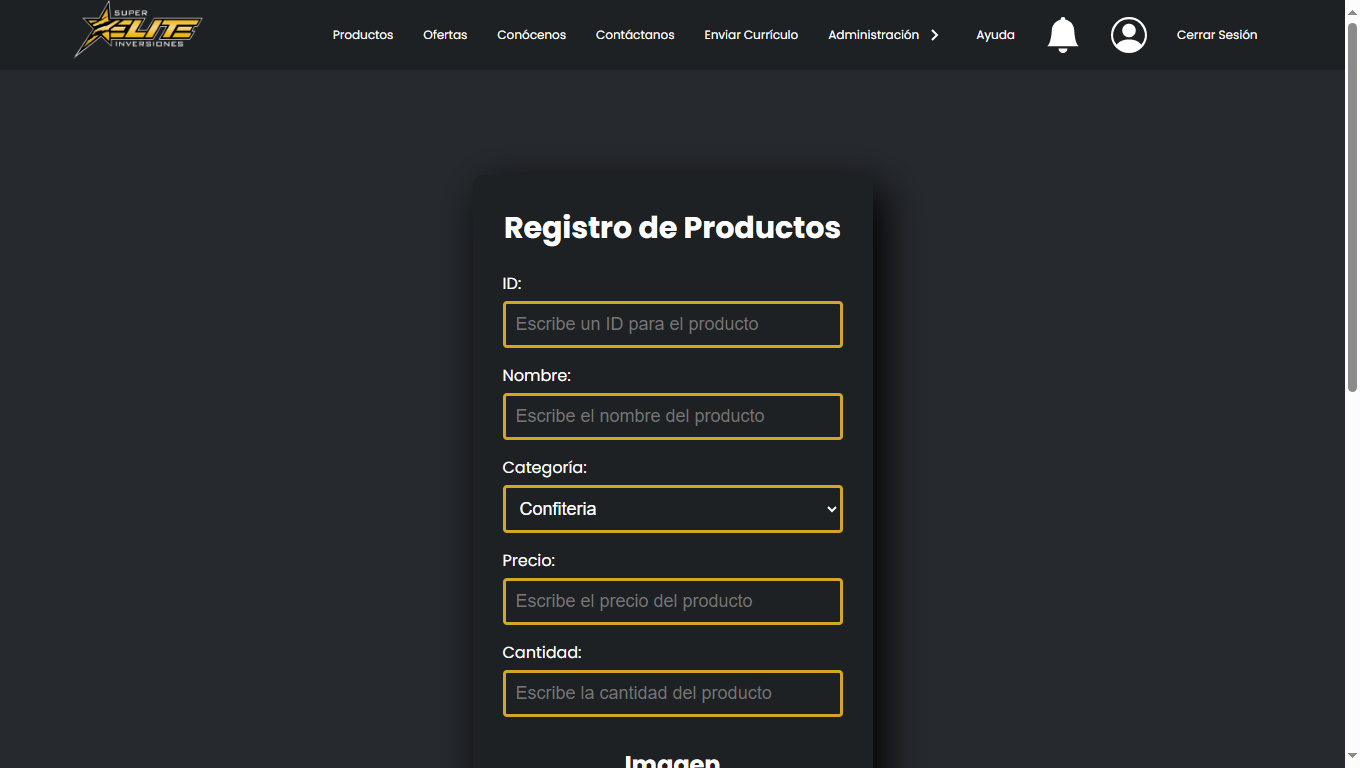 SUPER
ELITE
INVERSIONES
Productos Ofertas Conócenos Contáctanos Enviar Currículo Administración Ayuda Cerrar Sesión
Registro de Productos
ID:
Escribe un ID para el producto
Nombre:
Escribe el nombre del producto
Categoría:
Confiteria
Precio:
Escribe el precio del producto
Cantidad:
Escribe la cantidad del producto
Imagen